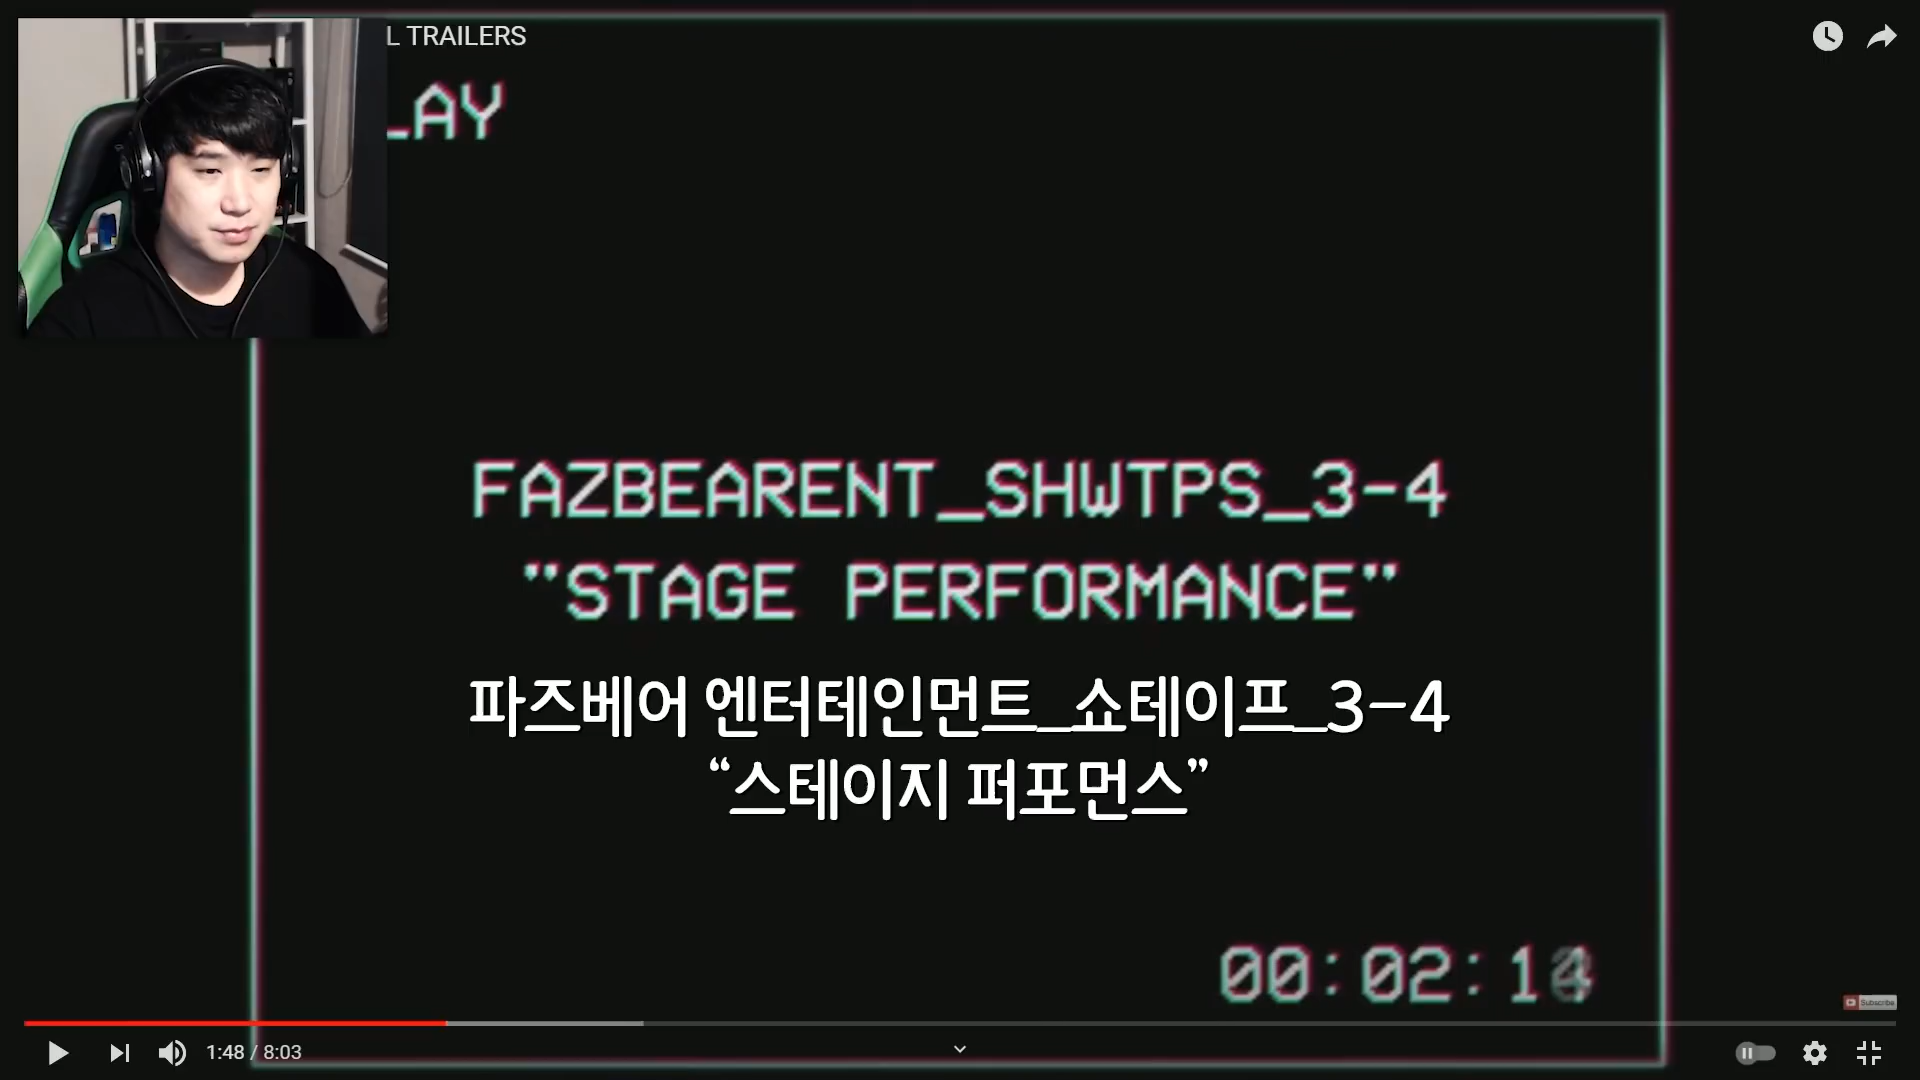 L TRAILERS
LAY
FAZBEARENT_SHWTPS_3-4
"STAGE PERFORMANCE"
파즈베어 엔터테인먼트_쇼테이프_3-4
“스테이지 퍼포먼스”
00:02:1
Subscribe
1:48 / 8:03